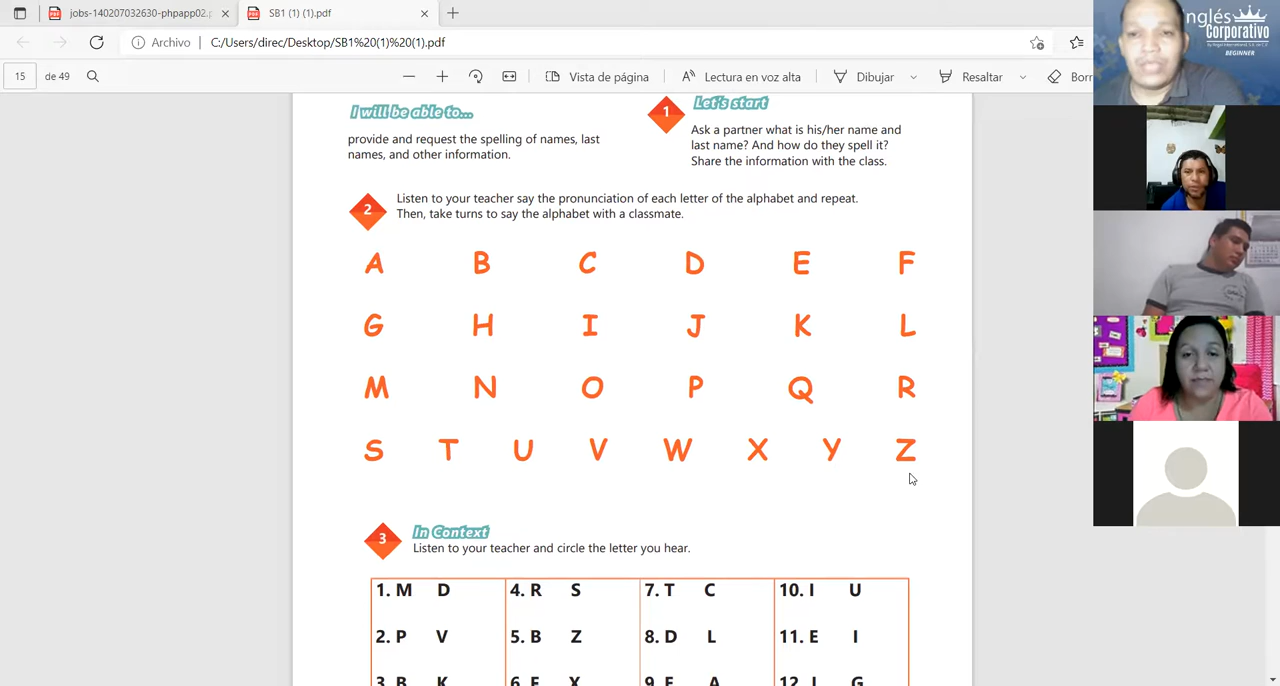 jobs-140207032630-phpapp02.p
SB1 (1) (1).pdf
Archivo
C:/Users/direc/Desktop/SB1%20(1)%20(1).pdf
15 de 49
Vista de página
Lectura en voz alta
Dibujar
Resaltar
Borr
I will be able to...
provide and request the spelling of names, last
names, and other information.
1
Let's start
Ask a partner what is his/her name and
last name? And how do they spell it?
Share the information with the class.
2
Listen to your teacher say the pronunciation of each letter of the alphabet and repeat.
Then, take turns to say the alphabet with a classmate.
A B C D E F
G H I J K L
M N O P Q R
S T U V W X Y Z
3
In Context
Listen to your teacher and circle the letter you hear.
1. M D 4. R S 7. T C 10. I U
2. P V 5. B Z 8. D L 11. E I
3. B K 6. F X 9. F A 12. J G
nglés
Corporativo
BEGINNER